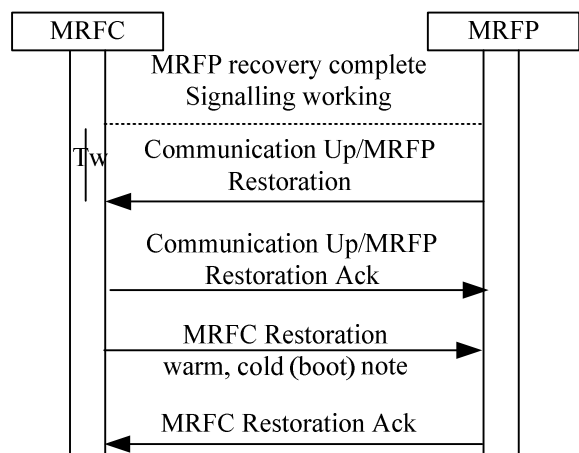 MRFC
MRFP
MRFP recovery complete
Signalling working
Tw
Communication Up/MRFP
Restoration
Communication Up/MRFP
Restoration Ack
MRFC Restoration
warm, cold (boot) note
MRFC Restoration Ack